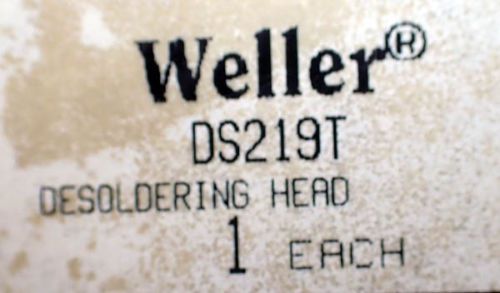 Weller®
DS219T
DESOLDERING HEAD
1 EACH